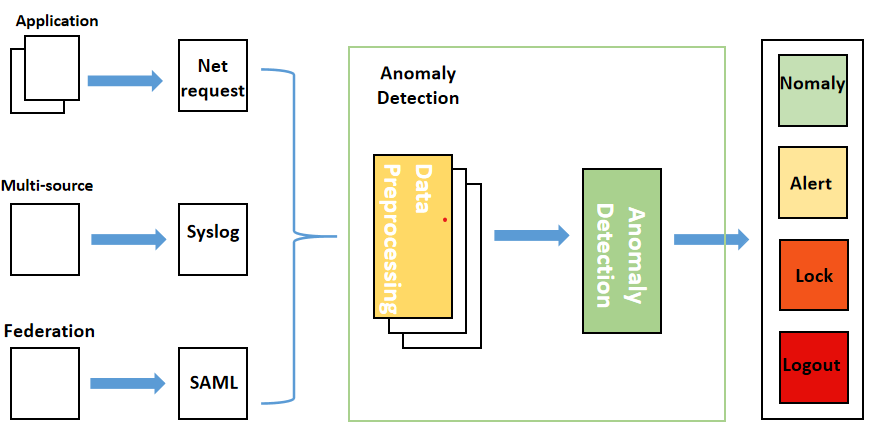 Application
Net
request
Multi-source
Syslog
Federation
SAML
Anomaly
Detection
Data
Preprocessing
Anomaly
Detection
Nomaly
Alert
Lock
Logout